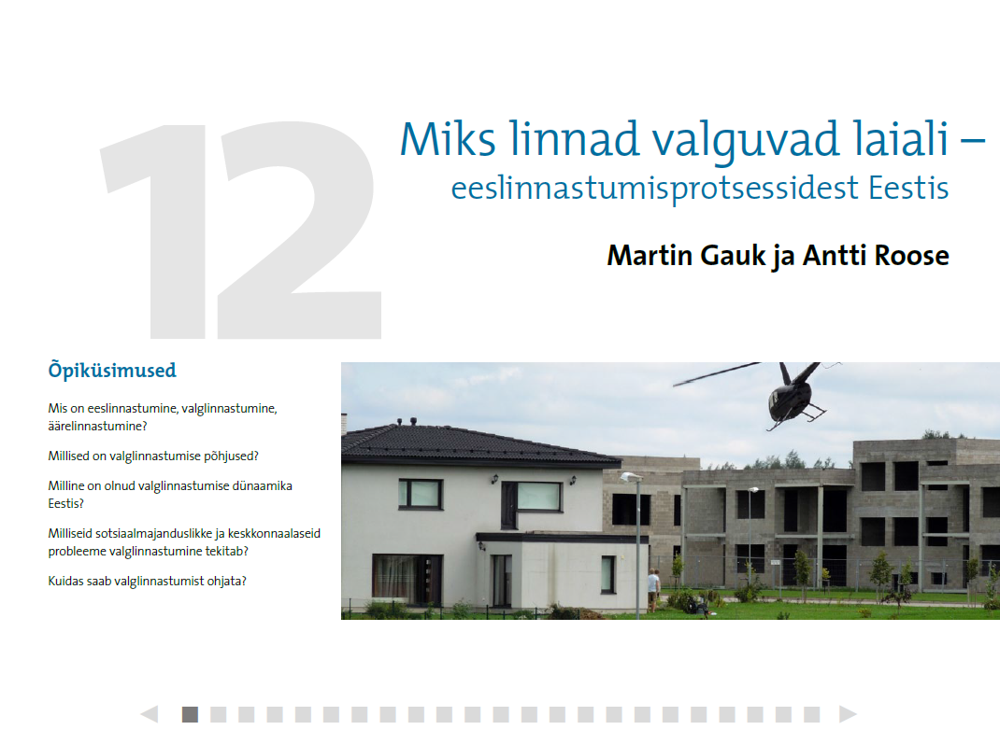 12
Miks linnad valguvad laiali –
eeslinnastumisprotsessidest Eestis
Martin Gauk ja Antti Roose
Õpiküsimused
Mis on eeslinnastumine, valglinnastumine,
äärelinnastumine?
Millised on valglinnastumise põhjused?
Milline on olnud valglinnastumise dünaamika
Eestis?
Milliseid sotsiaalmajanduslikke ja keskkonnaalaseid
probleeme valglinnastumine tekitab?
Kuidas saab valglinnastumist ohjata?